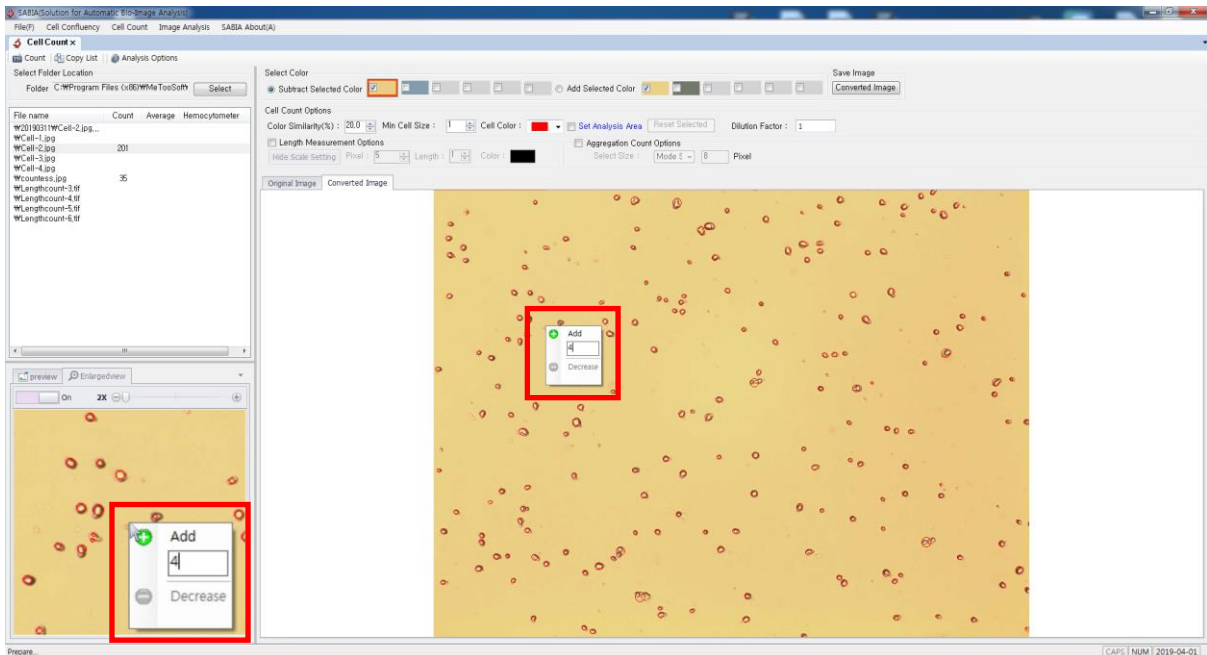 SABIA(Solution for Automatic Bio-Image Analysis)
File(F) Cell Confluency Cell Count Image Analysis SABIA About(A)
Cell Count x
Count Copy List Analysis Options
Select Folder Location
Folder C:₩Program Files (x86)₩MeTooSoft₩ Select
File name Count Average Hemocytometer
₩20190311₩Cell-2.jpg,...
₩Cell-1.jpg
₩Cell-2.jpg 201
₩Cell-3.jpg
₩Cell-4.jpg
₩countess.jpg 35
₩Lengthcount-3.tif
₩Lengthcount-4.tif
₩Lengthcount-5.tif
₩Lengthcount-6.tif
preview Enlargedview
On 2X
Add
4
Decrease
Select Color
Subtract Selected Color Add Selected Color
Save Image
Converted Image
Cell Count Options
Color Similarity(%) : 20.0 Min Cell Size : 1 Cell Color : Set Analysis Area Reset Selected Dilution Factor : 1
Length Measurement Options
Hide Scale Setting Pixel : 5 Length : 1 Color :
Aggregation Count Options
Select Size : Mode S 8 Pixel
Original Image Converted Image
Add
4
Decrease
Prepare...
CAPS NUM 2019-04-01